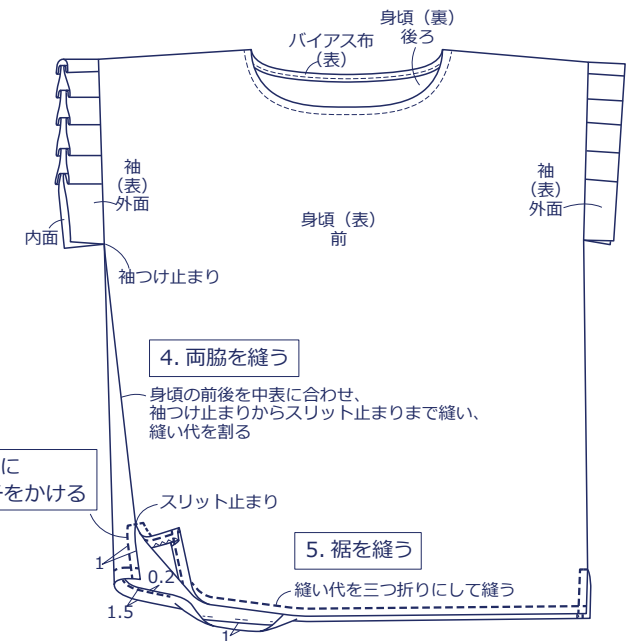 身頃（裏）
後ろ
バイアス布
（表）
袖
（表）
外面
内面
袖つけ止まり
身頃（表）
前
袖
（表）
外面
4. 両脇を縫う
身頃の前後を中表に合わせ、
袖つけ止まりからスリット止まりまで縫い、
縫い代を割る
に
をかける
スリット止まり
1
0.2
1.5
1
5. 裾を縫う
縫い代を三つ折りにして縫う